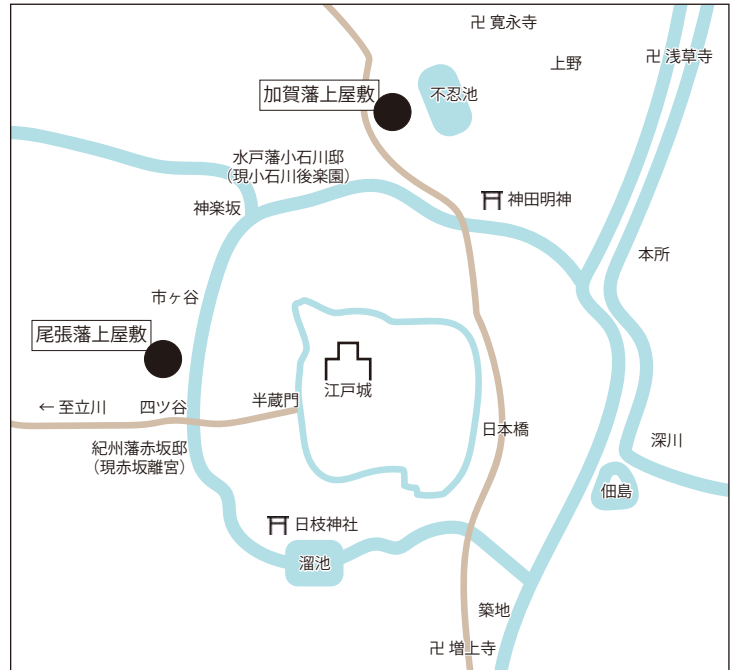 卍 寛永寺
上野
卍 浅草寺
加賀藩上屋敷
不忍池
水戸藩小石川邸
（現小石川後楽園）
神楽坂
神田明神
本所
市ヶ谷
尾張藩上屋敷
江戸城
← 至立川
四ツ谷
半蔵門
日本橋
紀州藩赤坂邸
（現赤坂離宮）
深川
佃島
日枝神社
溜池
築地
卍 増上寺